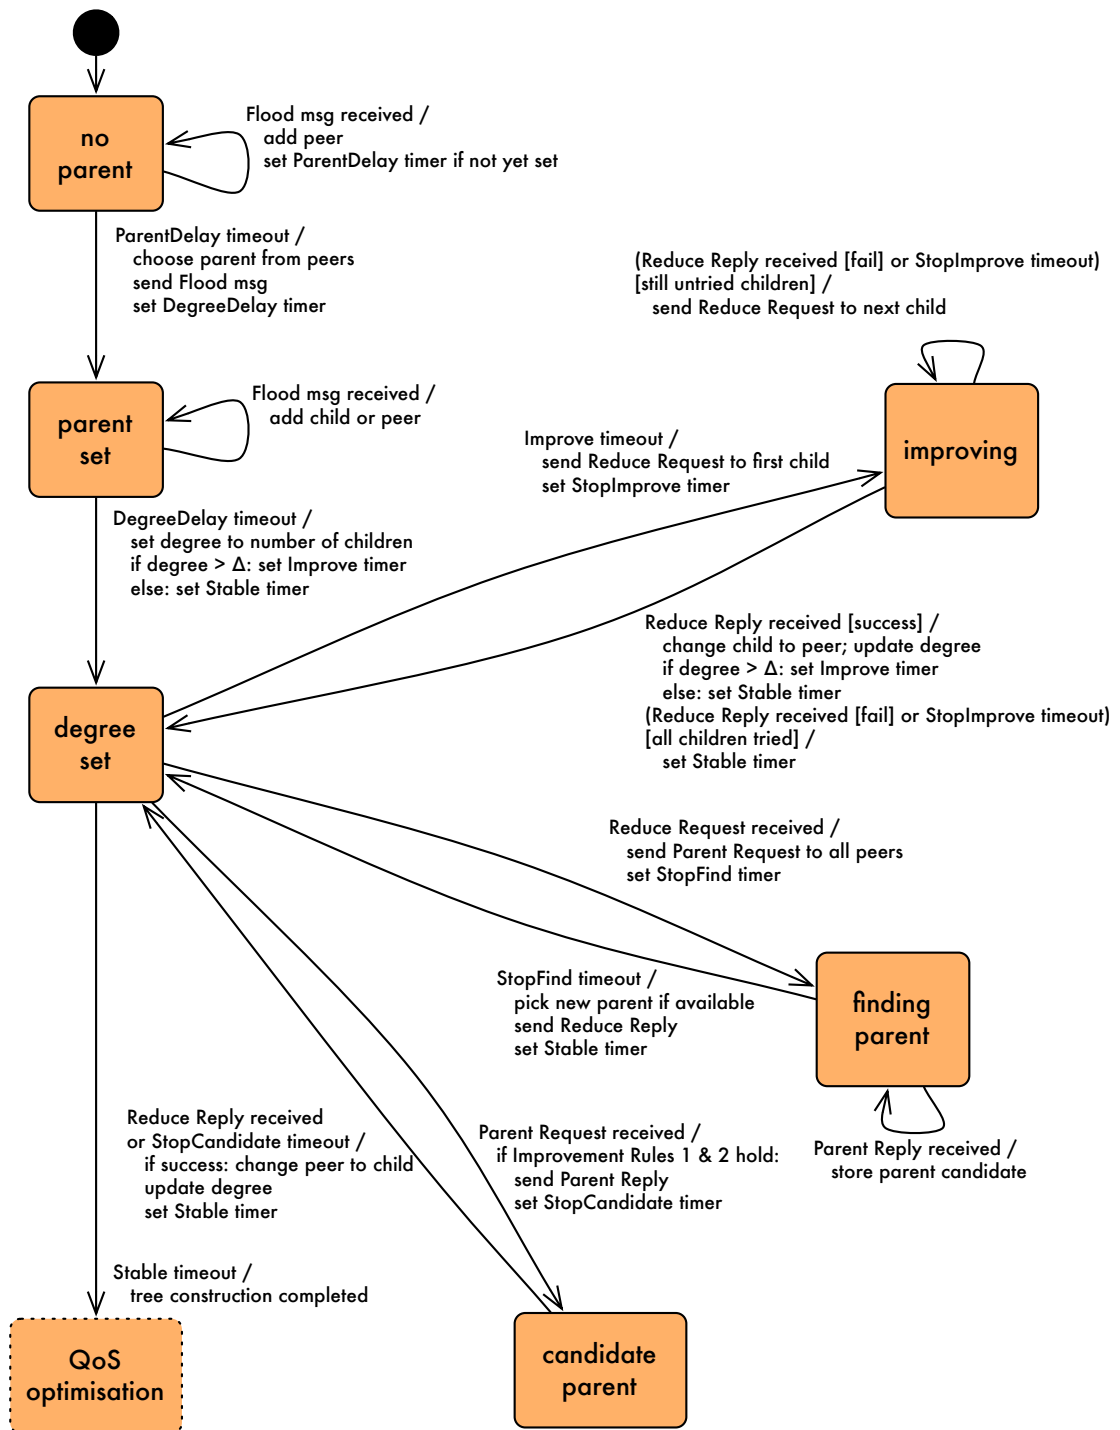 no
parent
Flood msg received /
add peer
set ParentDelay timer if not yet set
ParentDelay timeout /
choose parent from peers
send Flood msg
set DegreeDelay timer
(Reduce Reply received [fail] or StopImprove timeout)
[still untried children] /
send Reduce Request to next child
parent
set
Flood msg received /
add child or peer
improving
Improve timeout /
send Reduce Request to first child
set StopImprove timer
DegreeDelay timeout /
set degree to number of children
if degree > Δ: set Improve timer
else: set Stable timer
Reduce Reply received [success] /
change child to peer; update degree
if degree > Δ: set Improve timer
else: set Stable timer
(Reduce Reply received [fail] or StopImprove timeout)
[all children tried] /
set Stable timer
degree
set
Reduce Request received /
send Parent Request to all peers
set StopFind timer
StopFind timeout /
pick new parent if available
send Reduce Reply
set Stable timer
finding
parent
Reduce Reply received
or StopCandidate timeout /
if success: change peer to child
update degree
set Stable timer
Parent Request received /
if Improvement Rules 1 & 2 hold:
send Parent Reply
set StopCandidate timer
Parent Reply received /
store parent candidate
Stable timeout /
tree construction completed
QoS
optimisation
candidate
parent